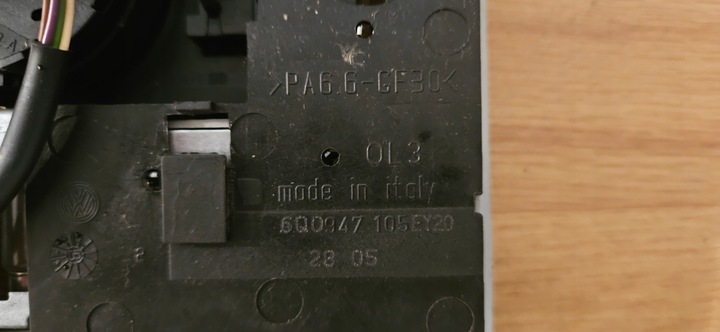 >PA6.6-GF30<
OL3
made in italy
6Q0947 105EY20
28 05